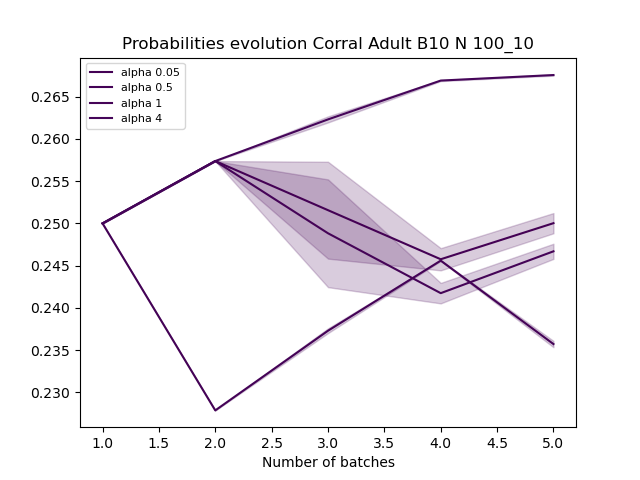 Probabilities evolution Corral Adult B10 N 100_10
alpha 0.05
alpha 0.5
alpha 1
alpha 4
0.265
0.260
0.255
0.250
0.245
0.240
0.235
0.230
1.0 1.5 2.0 2.5 3.0 3.5 4.0 4.5 5.0
Number of batches